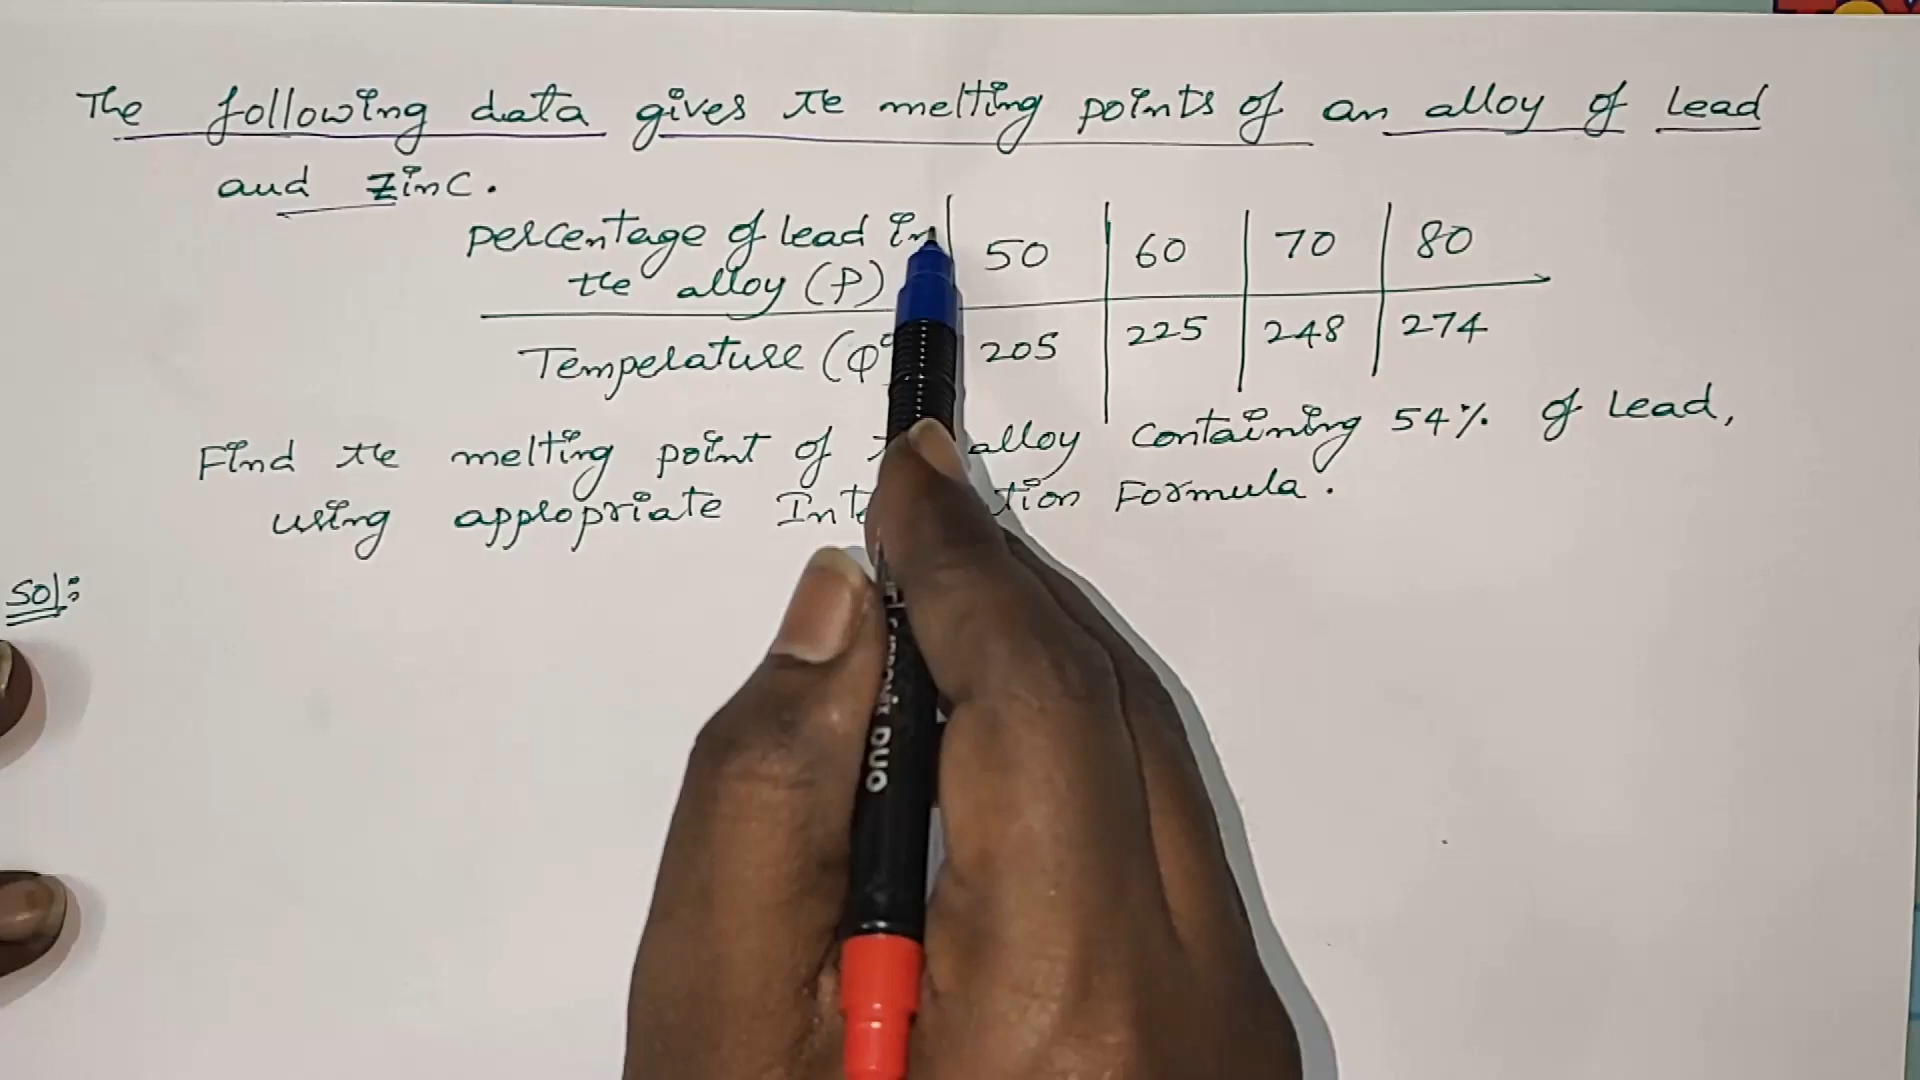 The following data gives the melting points of an alloy of Lead
and Zinc.
percentage of lead in 50 60 70 80
the alloy (P)
Temperature (Φ° 205 225 248 274
Find the melting point of alloy containing 54% of Lead,
using appropriate Formula.
Sol:
DUO